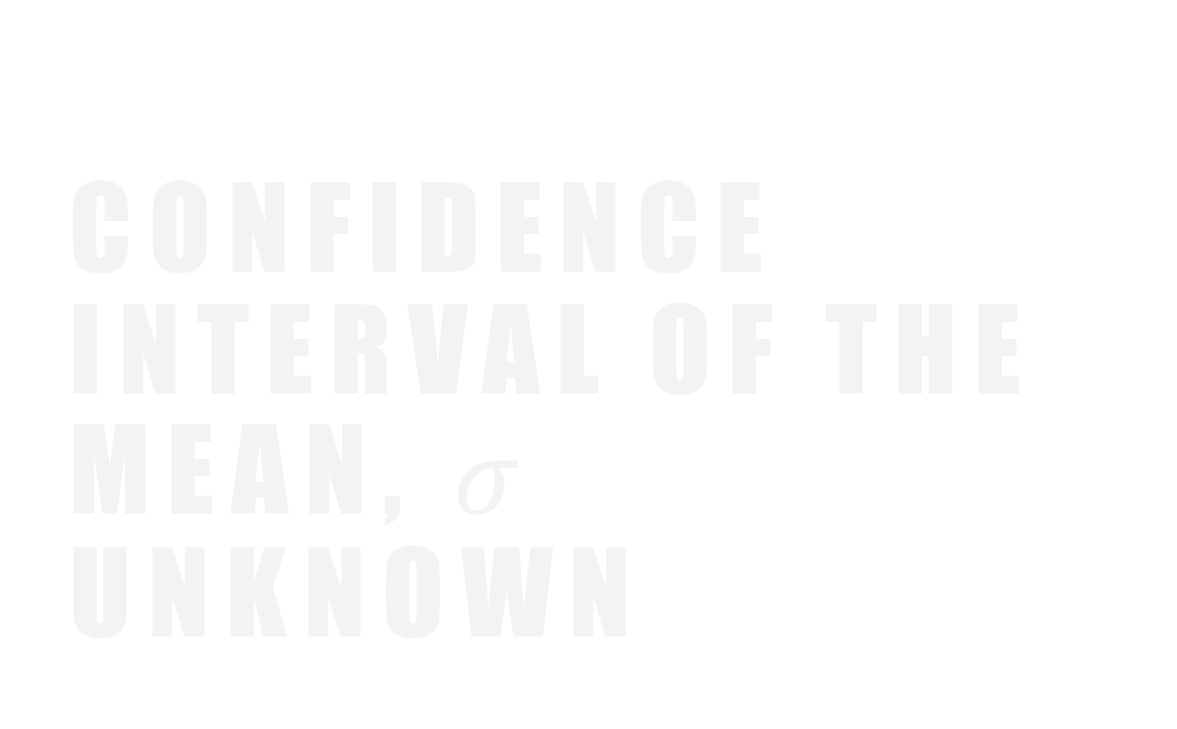 CONFIDENCE
INTERVAL OF THE
MEAN, σ
UNKNOWN